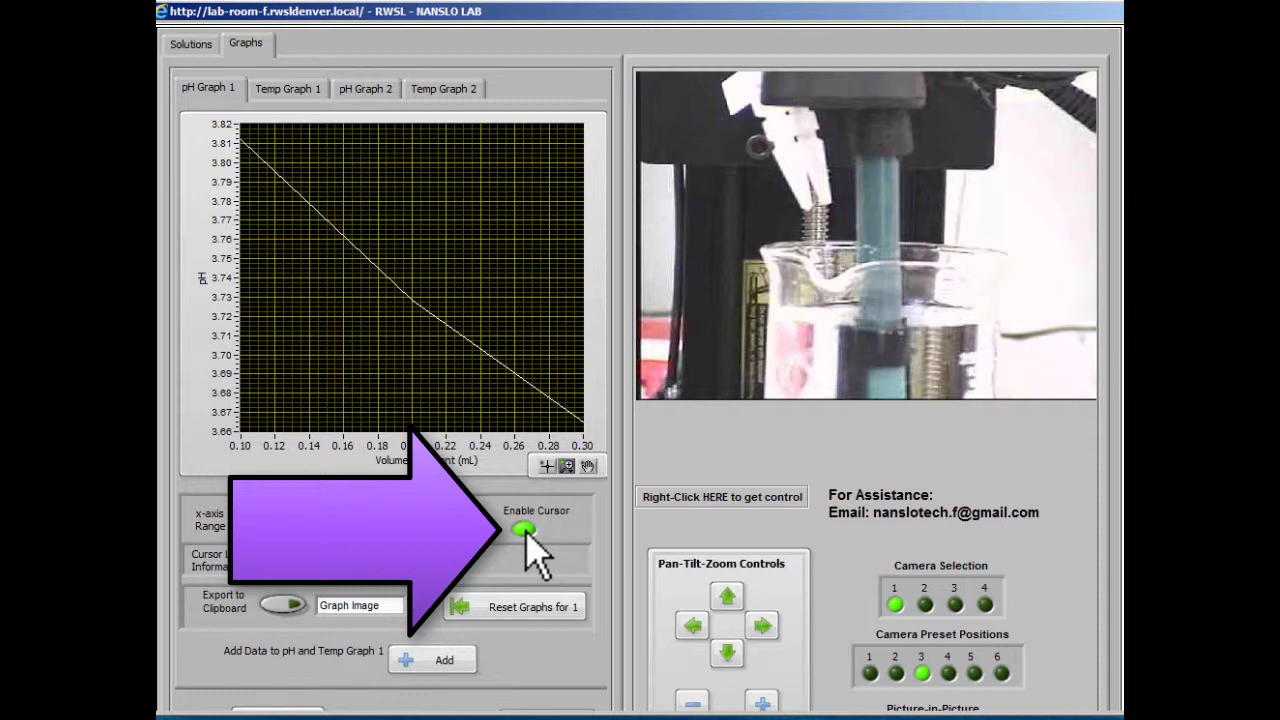 http://lab-room-f.rwsldenver.local/ - RWSL - NANSLO LAB
Solutions Graphs
pH Graph 1 Temp Graph 1 pH Graph 2 Temp Graph 2
3.82
3.81
3.80
3.79
3.78
3.77
3.76
3.75
3.74
3.73
3.72
3.71
3.70
3.69
3.68
3.67
3.66
pH
0.10 0.12 0.14 0.16 0.18 0.22 0.24 0.26 0.28 0.30
(mL)
x-axis
Range
Enable Cursor
Cursor
Export to
Clipboard
Graph Image
Reset Graphs for 1
Add Data to pH and Temp Graph 1
Add
Right-Click HERE to get control
For Assistance:
Email: nanslotech.f@gmail.com
Pan-Tilt-Zoom Controls
Camera Selection
1 2 3 4
Camera Preset Positions
1 2 3 4 5 6
Picture-in-Picture